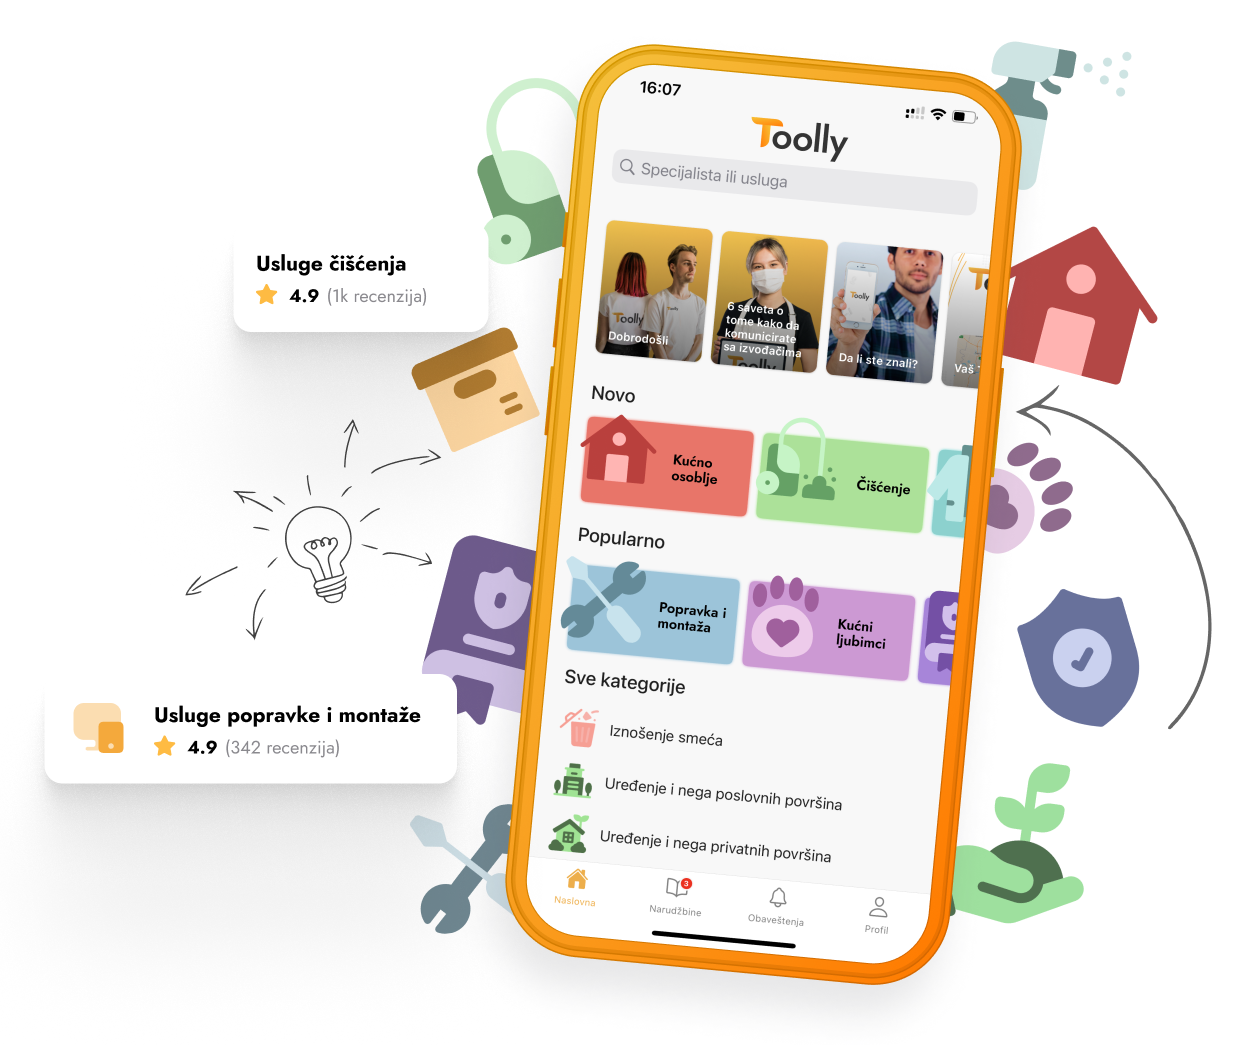 16:07
Toolly
Specijalista ili usluga
Usluge čišćenja
4.9 (1k recenzija)
Toolly
Dobrodošli
6 saveta o
tome kako da
komunicirate
sa izvođačima
Toolly
Toolly
Da li ste znali?
Vaš
Novo
Kućno
osoblje
Čišćenje
Popularno
Popravka i
montaža
Kućni
ljubimci
Sve kategorije
Usluge popravke i montaže
4.9 (342 recenzija)
Iznošenje smeća
Uređenje i nega poslovnih površina
Uređenje i nega privatnih površina
3
Naslovna
Narudžbine
Obaveštenja
Profil